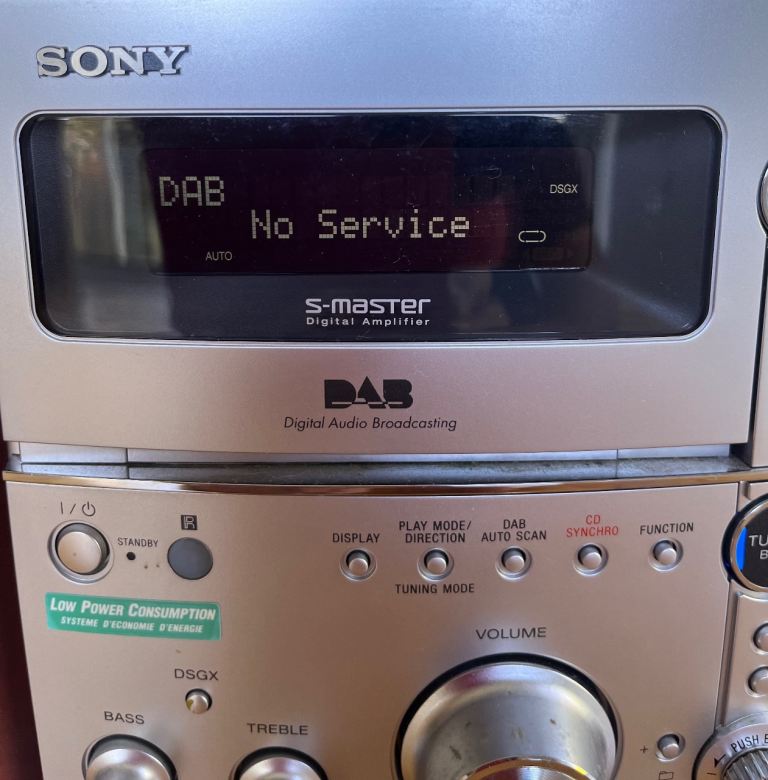 SONY
DAB
DSGX
No Service
AUTO
S-master
Digital Amplifier
DAB
Digital Audio Broadcasting
I / ⏻
STANDBY
R
DISPLAY
PLAY MODE/
DIRECTION
TUNING MODE
DAB
AUTO SCAN
CD
SYNCHRO
FUNCTION
LOW POWER CONSUMPTION
SYSTEME D'ECONOMIE D'ENERGIE
DSGX
VOLUME
BASS
TREBLE
+
PUSH